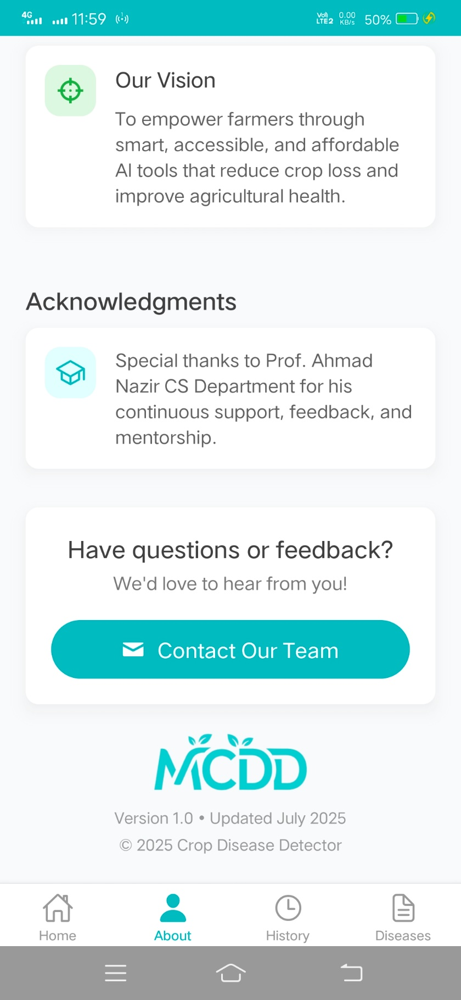 4G 11:59 Vo) LTE2 0.00 KB/s 50%
Our Vision
To empower farmers through
smart, accessible, and affordable
AI tools that reduce crop loss and
improve agricultural health.
Acknowledgments
Special thanks to Prof. Ahmad
Nazir CS Department for his
continuous support, feedback, and
mentorship.
Have questions or feedback?
We'd love to hear from you!
Contact Our Team
MCDD
Version 1.0 • Updated July 2025
© 2025 Crop Disease Detector
Home About History Diseases